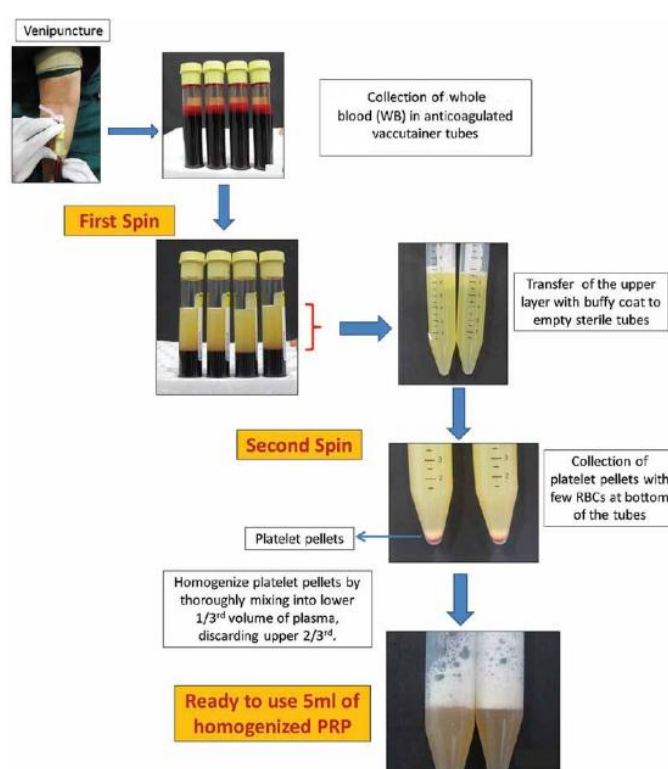 Venipuncture
Collection of whole
blood (WB) in anticoagulated
vaccutainer tubes
First Spin
Transfer of the upper
layer with buffy coat to
empty sterile tubes
Second Spin
Collection of
platelet pellets with
few RBCs at bottom
of the tubes
Platelet pellets
Homogenize platelet pellets by
thoroughly mixing into lower
1/3rd volume of plasma,
discarding upper 2/3rd.
Ready to use 5ml of
homogenized PRP